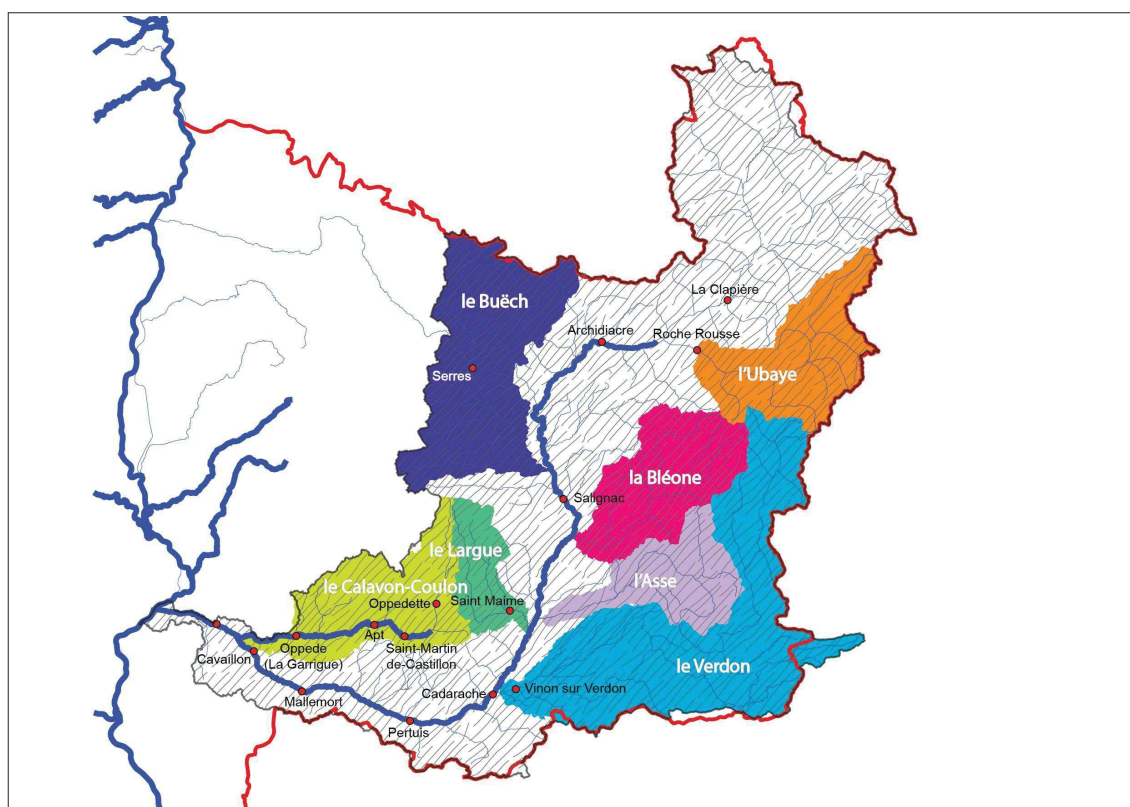 La Clapière
le Buëch
Archidiacre
Roche Rousse
l'Ubaye
Serres
la Bléone
Salignac
le Largue
l'Asse
le Calavon-Coulon
Oppedette
Saint Maime
Apt
Oppede
(La Garrigue)
Saint-Martin
de-Castillon
Cavaillon
le Verdon
Mallemort
Cadarache
Vinon sur Verdon
Pertuis